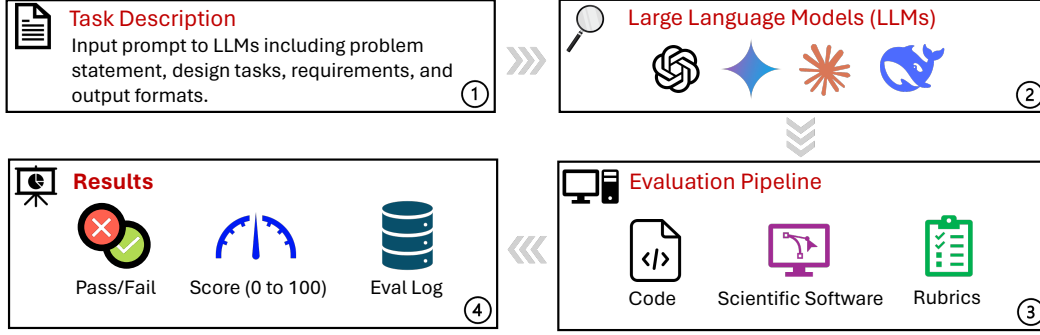 Task Description
Input prompt to LLMs including problem
statement, design tasks, requirements, and
output formats.
1
Large Language Models (LLMs)
2
Evaluation Pipeline
</>
Code
Scientific Software
Rubrics
3
Results
Pass/Fail
Score (0 to 100)
Eval Log
4